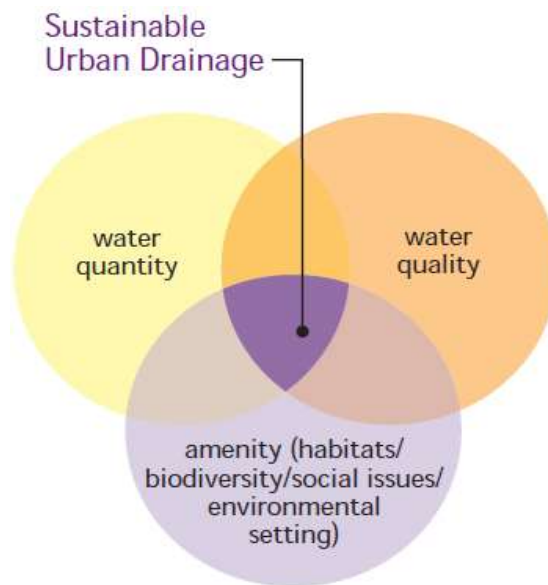 Sustainable
Urban Drainage
water
quantity
water
quality
amenity (habitats/
biodiversity/social issues/
environmental
setting)